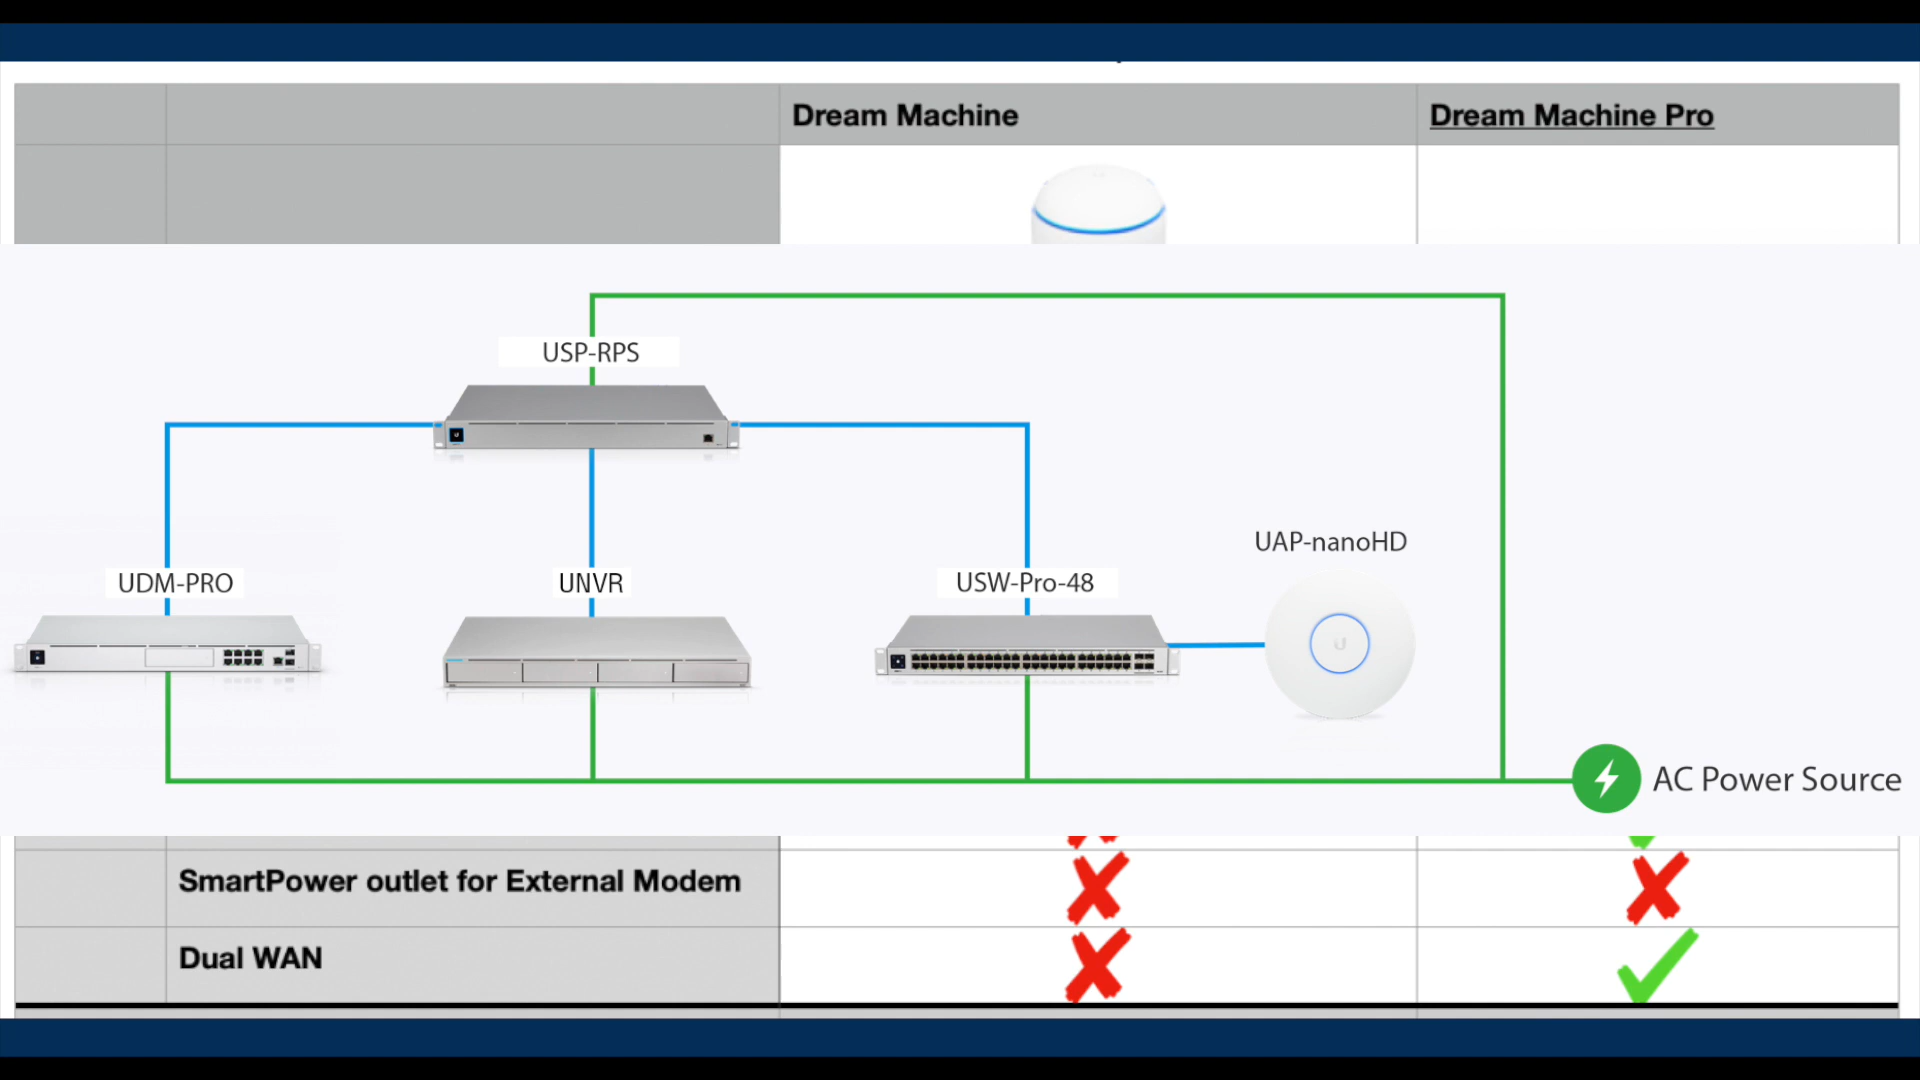 Dream Machine
Dream Machine Pro
USP-RPS
UAP-nanoHD
UDM-PRO
UNVR
USW-Pro-48
AC Power Source
SmartPower outlet for External Modem
Dual WAN